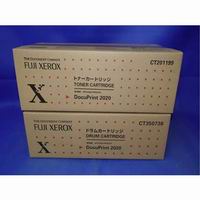 THE DOCUMENT COMPANY
FUJI XEROX
CT201199
トナーカートリッジ
TONER CARTRIDGE
X
DocuPrint 2020
THE DOCUMENT COMPANY
FUJI XEROX
CT350736
ドラムカートリッジ
DRUM CARTRIDGE
X
DocuPrint 2020